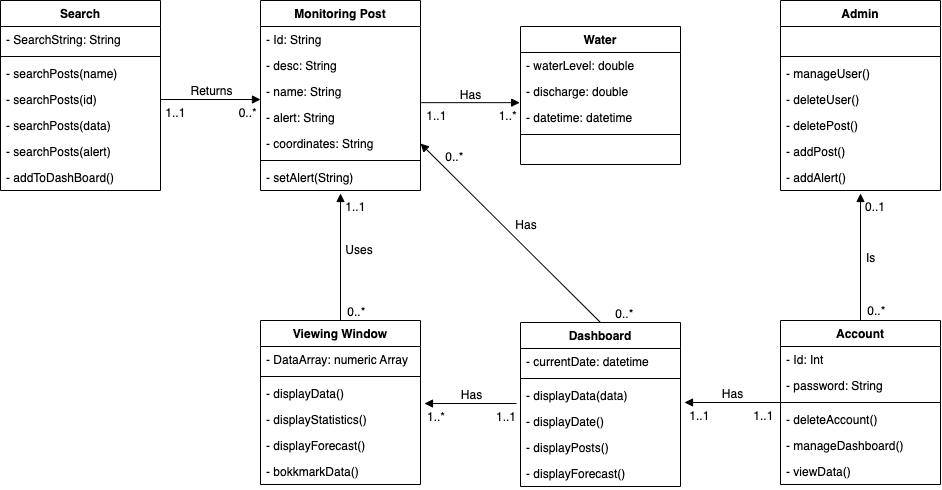 Search
- SearchString: String
- searchPosts(name)
- searchPosts(id)
- searchPosts(data)
- searchPosts(alert)
- addToDashBoard()
Returns
1..1
0..*
Monitoring Post
- Id: String
- desc: String
- name: String
- alert: String
- coordinates: String
- setAlert(String)
Has
1..1
1..*
Water
- waterLevel: double
- discharge: double
- datetime: datetime
Admin
- manageUser()
- deleteUser()
- deletePost()
- addPost()
- addAlert()
0..*
Has
0..*
1..1
Uses
0..*
0..1
Is
0..*
Viewing Window
- DataArray: numeric Array
- displayData()
- displayStatistics()
- displayForecast()
- bokkmarkData()
Has
1..*
1..1
Dashboard
- currentDate: datetime
- displayData(data)
- displayDate()
- displayPosts()
- displayForecast()
Has
1..1
1..1
Account
- Id: Int
- password: String
- deleteAccount()
- manageDashboard()
- viewData()